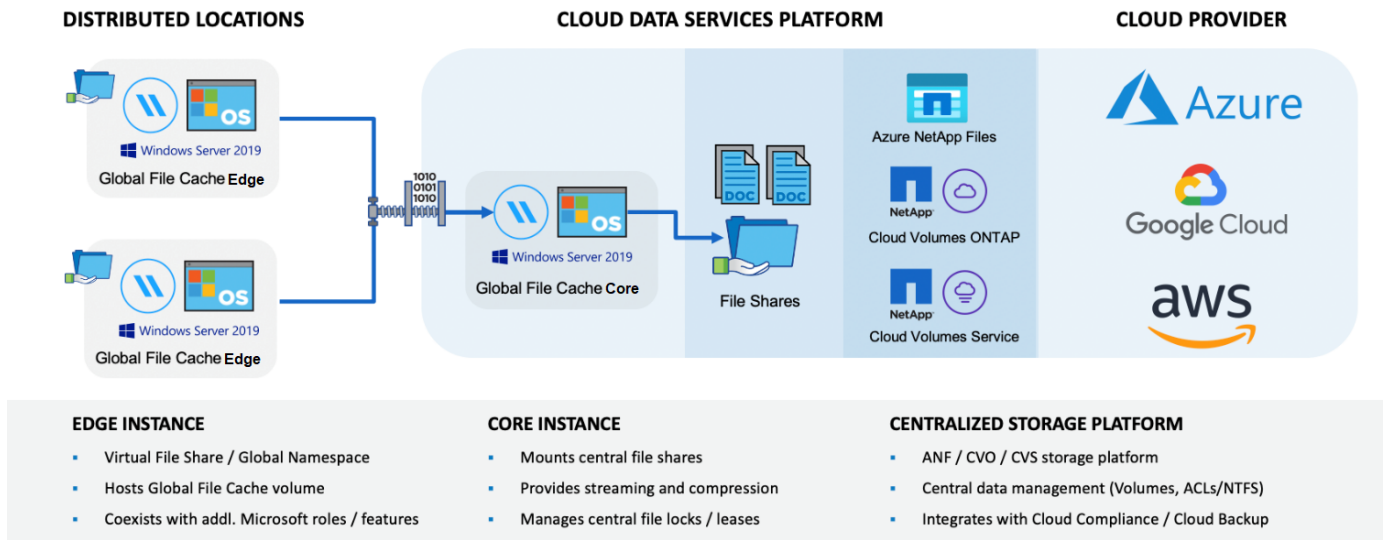 DISTRIBUTED LOCATIONS
CLOUD DATA SERVICES PLATFORM
CLOUD PROVIDER
OS
Windows Server 2019
Global File Cache Edge
OS
Windows Server 2019
Global File Cache Edge
1010
0101
1010
OS
Windows Server 2019
Global File Cache Core
DOC
DOC
File Shares
Azure NetApp Files
NetApp
Cloud Volumes ONTAP
NetApp
Cloud Volumes Service
Azure
Google Cloud
aws
EDGE INSTANCE
▪ Virtual File Share / Global Namespace
▪ Hosts Global File Cache volume
▪ Coexists with addl. Microsoft roles / features
CORE INSTANCE
▪ Mounts central file shares
▪ Provides streaming and compression
▪ Manages central file locks / leases
CENTRALIZED STORAGE PLATFORM
▪ ANF / CVO / CVS storage platform
▪ Central data management (Volumes, ACLs/NTFS)
▪ Integrates with Cloud Compliance / Cloud Backup